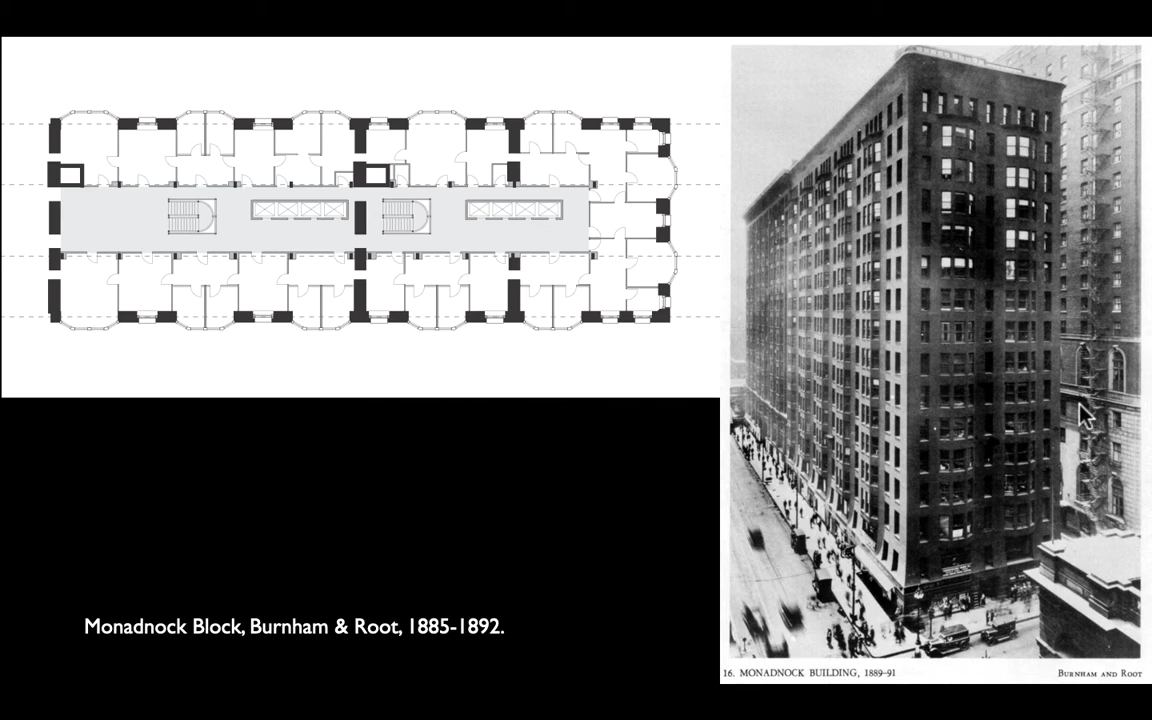 Monadnock Block, Burnham & Root, 1885-1892.
16. MONADNOCK BUILDING, 1889-91 BURNHAM AND ROOT